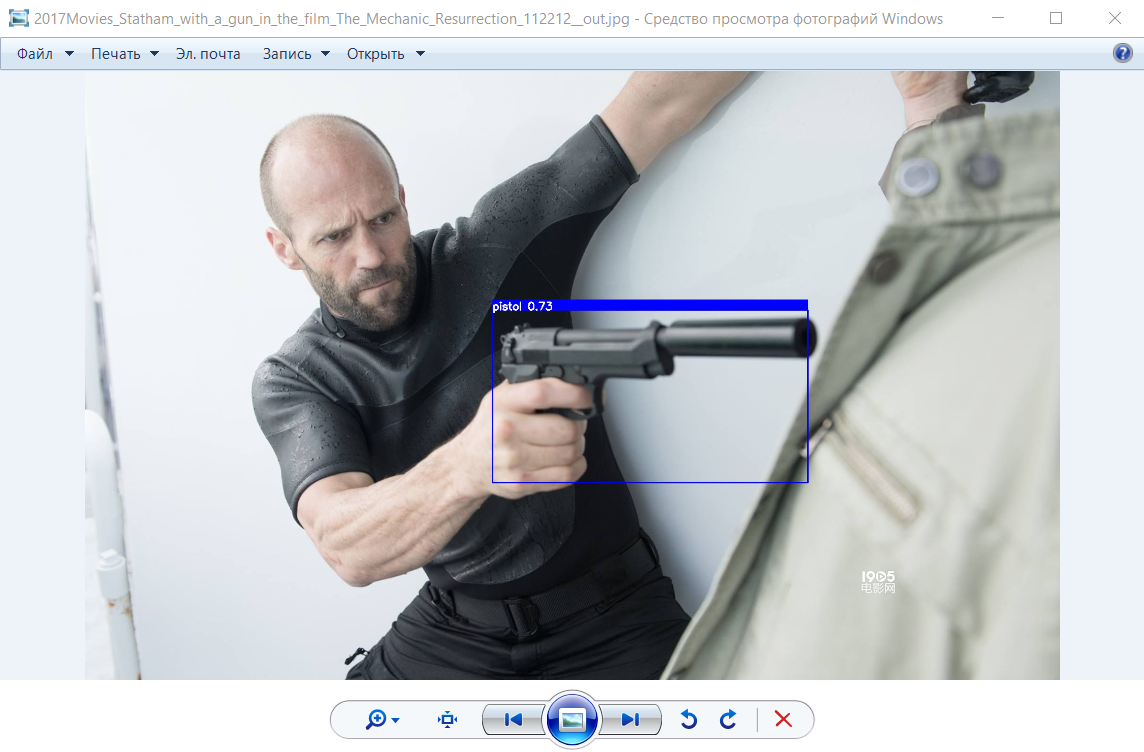 2017Movies_Statham_with_a_gun_in_the_film_The_Mechanic_Resurrection_112212__out.jpg - Средство просмотра фотографий Windows
Файл Печать Эл. почта Запись Открыть
pistol 0.73
1905
电影网